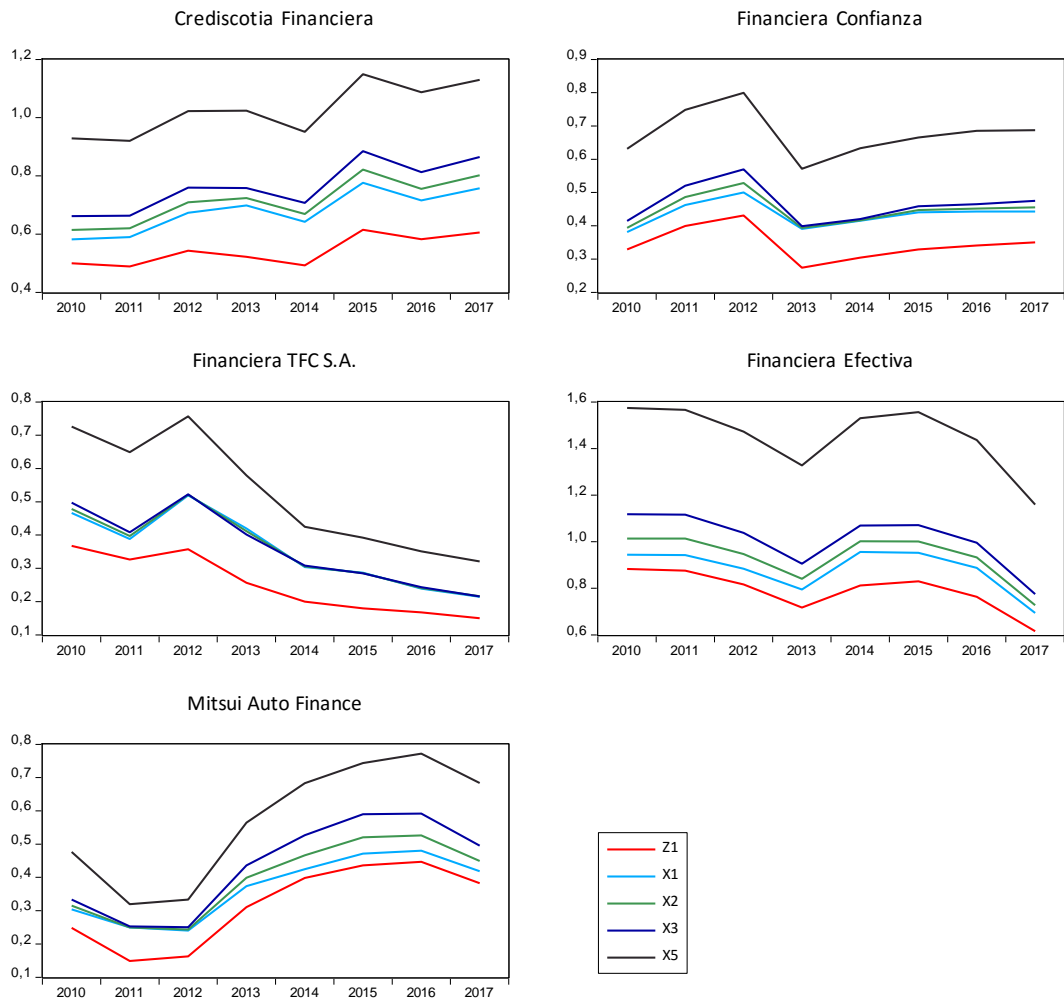 Crediscotia Financiera
1,2
1,0
0,8
0,6
0,4
2010 2011 2012 2013 2014 2015 2016 2017
Financiera Confianza
0,9
0,8
0,7
0,6
0,5
0,4
0,3
0,2
2010 2011 2012 2013 2014 2015 2016 2017
Financiera TFC S.A.
0,8
0,7
0,6
0,5
0,4
0,3
0,2
0,1
2010 2011 2012 2013 2014 2015 2016 2017
Financiera Efectiva
1,6
1,4
1,2
1,0
0,8
0,6
2010 2011 2012 2013 2014 2015 2016 2017
Mitsui Auto Finance
0,8
0,7
0,6
0,5
0,4
0,3
0,2
0,1
2010 2011 2012 2013 2014 2015 2016 2017
Z1
X1
X2
X3
X5